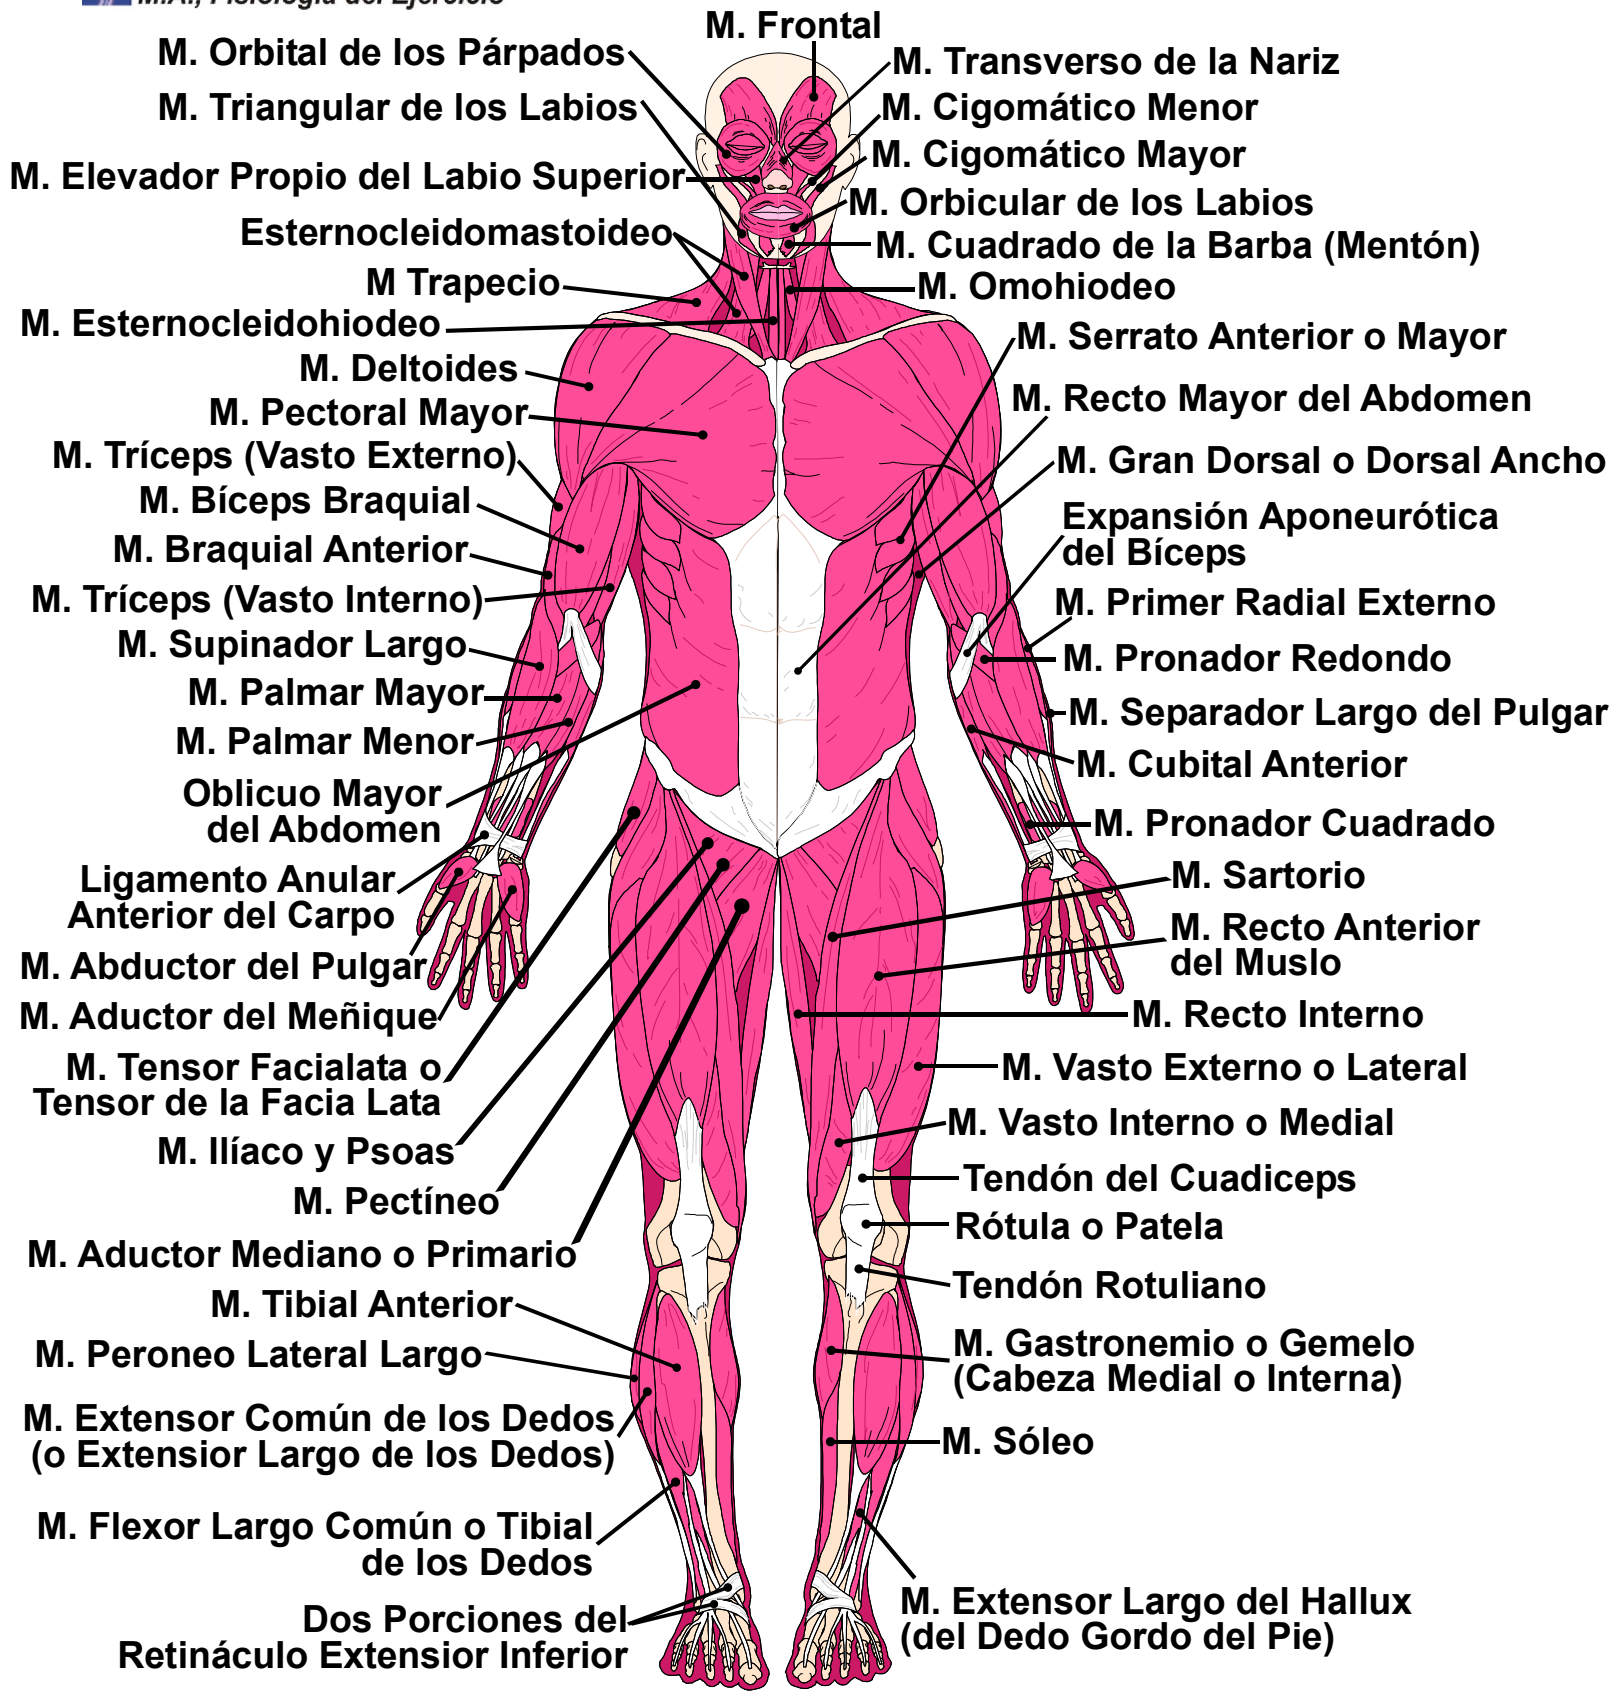 M.A., Fisiología del Ejercicio
M. Frontal
M. Orbital de los Párpados
M. Transverso de la Nariz
M. Triangular de los Labios
M. Cigomático Menor
M. Cigomático Mayor
M. Elevador Propio del Labio Superior
M. Orbicular de los Labios
Esternocleidomastoideo
M. Cuadrado de la Barba (Mentón)
M Trapecio
M. Omohiodeo
M. Esternocleidohiodeo
M. Serrato Anterior o Mayor
M. Deltoides
M. Recto Mayor del Abdomen
M. Pectoral Mayor
M. Tríceps (Vasto Externo)
M. Gran Dorsal o Dorsal Ancho
M. Bíceps Braquial
Expansión Aponeurótica
del Bíceps
M. Braquial Anterior
M. Tríceps (Vasto Interno)
M. Primer Radial Externo
M. Supinador Largo
M. Pronador Redondo
M. Palmar Mayor
M. Separador Largo del Pulgar
M. Palmar Menor
M. Cubital Anterior
Oblicuo Mayor
del Abdomen
M. Pronador Cuadrado
Ligamento Anular
Anterior del Carpo
M. Sartorio
M. Recto Anterior
del Muslo
M. Abductor del Pulgar
M. Aductor del Meñique
M. Recto Interno
M. Tensor Facialata o
Tensor de la Facia Lata
M. Vasto Externo o Lateral
M. Ilíaco y Psoas
M. Vasto Interno o Medial
M. Pectíneo
Tendón del Cuadiceps
Rótula o Patela
M. Aductor Mediano o Primario
Tendón Rotuliano
M. Tibial Anterior
M. Peroneo Lateral Largo
M. Gastronemio o Gemelo
(Cabeza Medial o Interna)
M. Extensor Común de los Dedos
(o Extensior Largo de los Dedos)
M. Sóleo
M. Flexor Largo Común o Tibial
de los Dedos
M. Extensor Largo del Hallux
(del Dedo Gordo del Pie)
Dos Porciones del
Retináculo Extensior Inferior